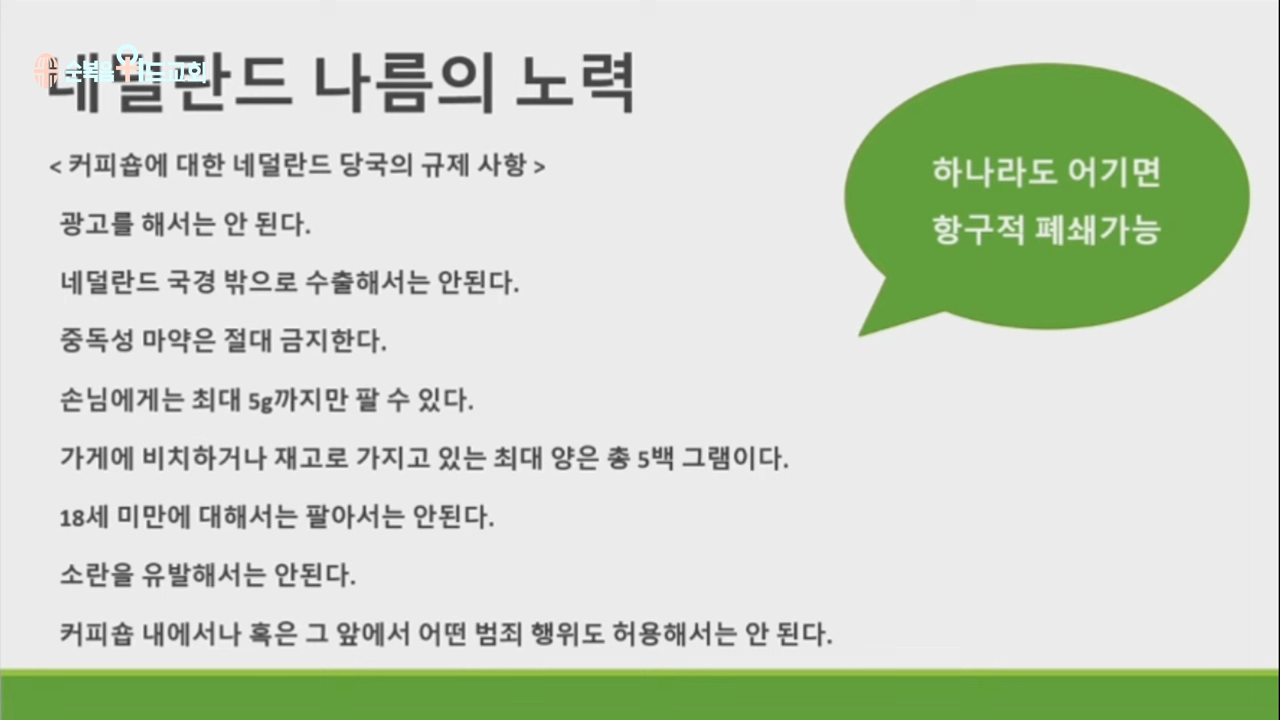 네덜란드 나름의 노력
< 커피숍에 대한 네덜란드 당국의 규제 사항 >
광고를 해서는 안 된다.
네덜란드 국경 밖으로 수출해서는 안된다.
중독성 마약은 절대 금지한다.
손님에게는 최대 5g까지만 팔 수 있다.
가게에 비치하거나 재고로 가지고 있는 최대 양은 총 5백 그램이다.
18세 미만에 대해서는 팔아서는 안된다.
소란을 유발해서는 안된다.
커피숍 내에서나 혹은 그 앞에서 어떤 범죄 행위도 허용해서는 안 된다.
하나라도 어기면
항구적 폐쇄가능